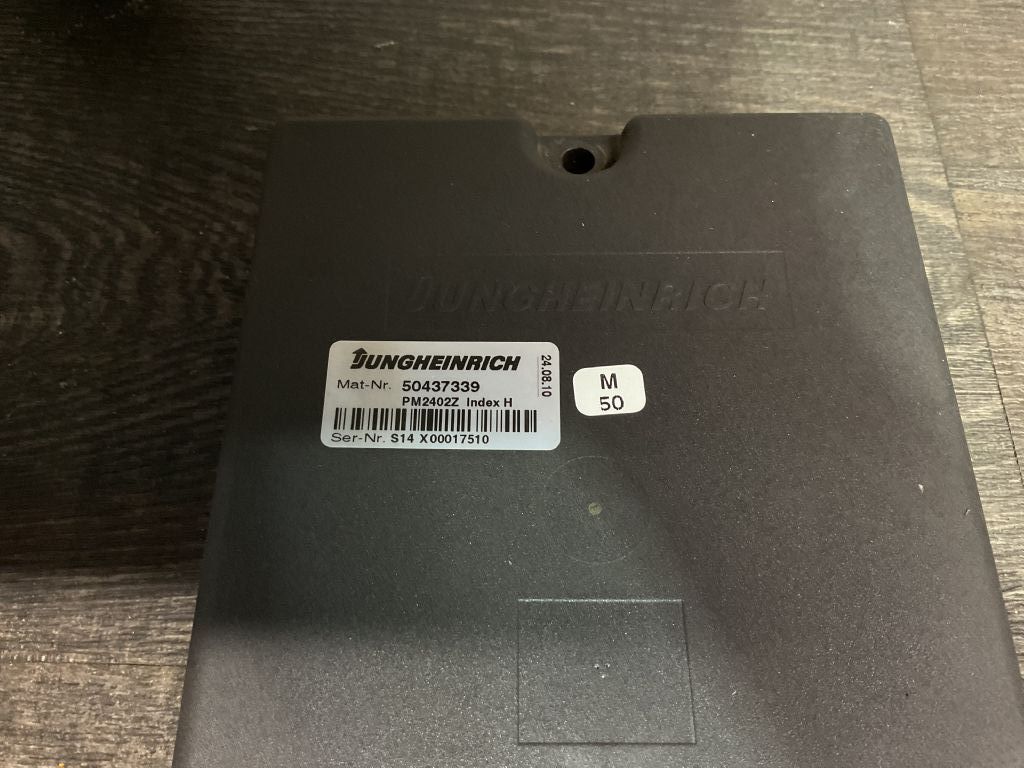 JUNGHEINRICH
JUNGHEINRICH
24.08.10
Mat-Nr. 50437339
PM2402Z Index H
Ser-Nr. S14 X00017510
M
50